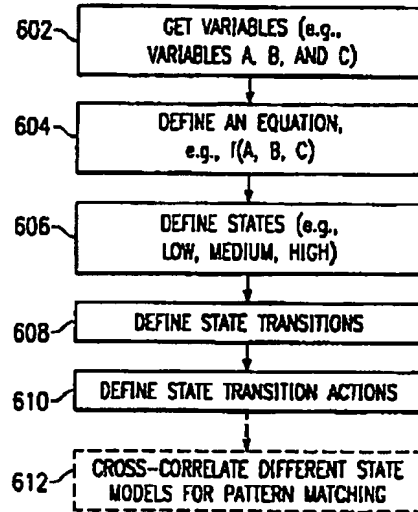 602
GET VARIABLES (e.g.,
VARIABLES A, B, AND C)
604
DEFINE AN EQUATION,
e.g., f(A, B, C)
606
DEFINE STATES (e.g.,
LOW, MEDIUM, HIGH)
608
DEFINE STATE TRANSITIONS
610
DEFINE STATE TRANSITION ACTIONS
612
CROSS-CORRELATE DIFFERENT STATE
MODELS FOR PATTERN MATCHING